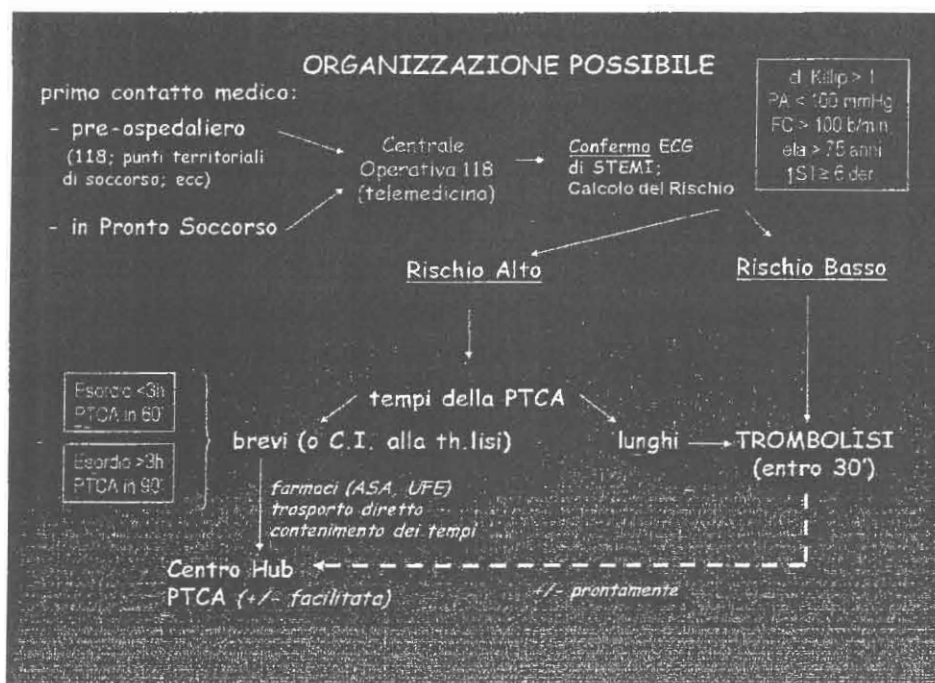 ORGANIZZAZIONE POSSIBILE
primo contatto medico:
- pre-ospedaliero
(118; punti territoriali
di soccorso; ecc)
- in Pronto Soccorso
Centrale
Operativa 118
(telemedicina)
Conferma ECG
di STEMI;
Calcolo del Rischio
cl. Killip > 1
PA < 100 mmHg
FC > 100 b/min
età > 75 anni
↑ST ≥ 6 der.
Rischio Alto
Rischio Basso
tempi della PTCA
Esordio <3h
PTCA in 60'
Esordio >3h
PTCA in 90'
brevi (o C.I. alla th.lisi)
lunghi
TROMBOLISI
(entro 30')
farmaci (ASA, UFE)
trasporto diretto
contenimento dei tempi
Centro Hub
PTCA (+/- facilitata)
+/- prontamente